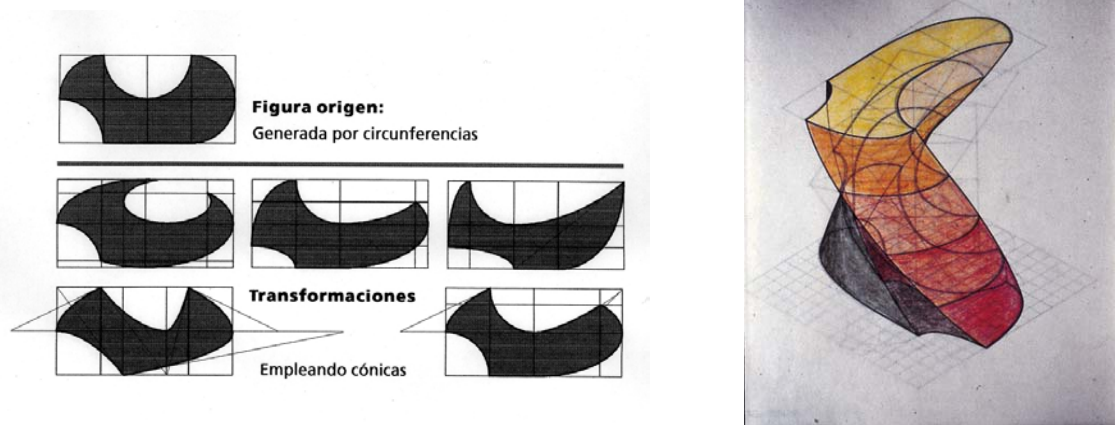 Figura origen:
Generada por circunferencias
Transformaciones
Empleando cónicas